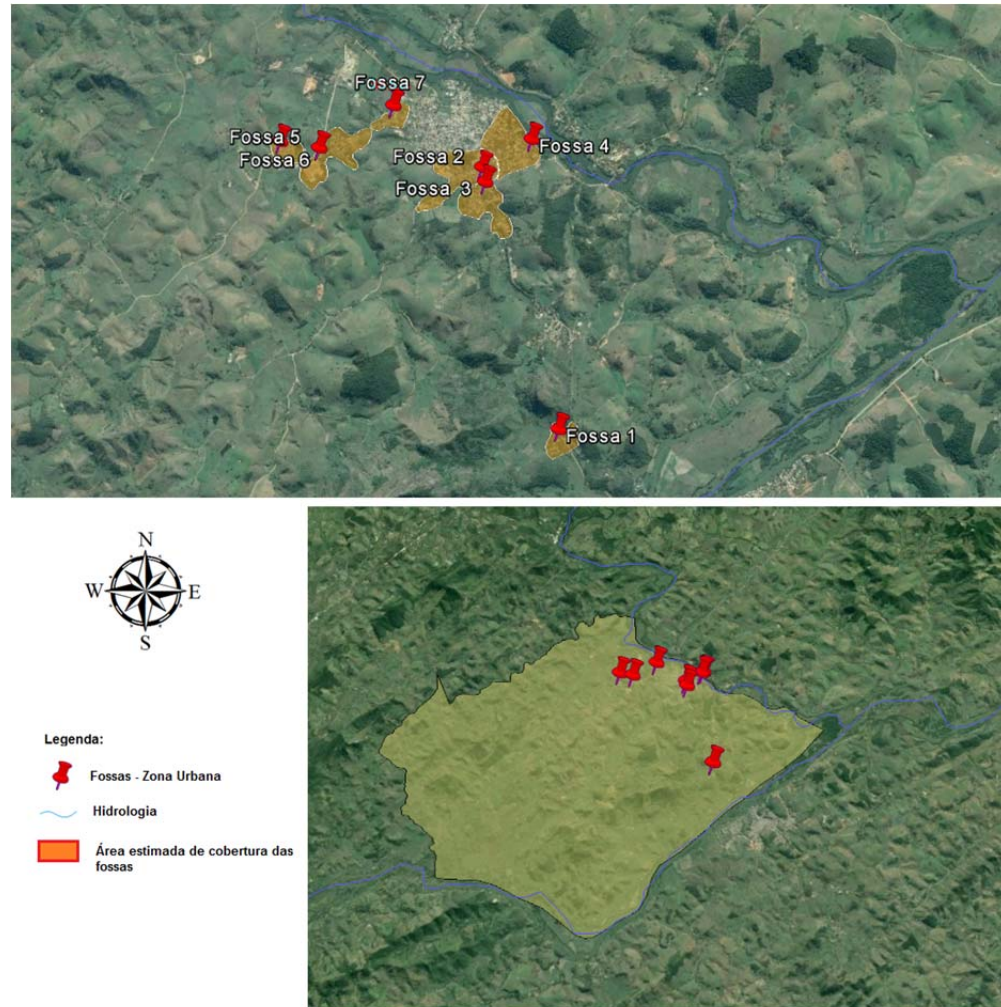 Fossa 7
Fossa 5
Fossa 6
Fossa 2
Fossa 4
Fossa 3
Fossa 1
N
W E
S
Legenda:
Fossas - Zona Urbana
Hidrologia
Área estimada de cobertura das
fossas